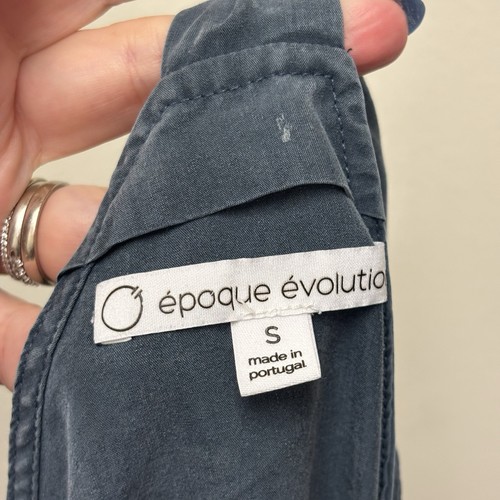 époque évolutio
S
made in
portugal